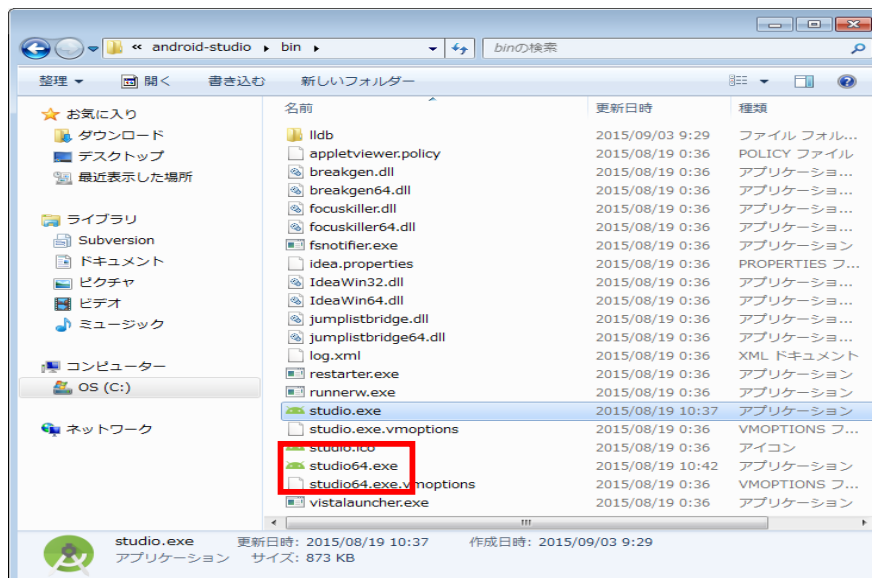 « android-studio ▸ bin ▸ binの検索
整理 ▼ 開く 書き込む 新しいフォルダー
お気に入り
ダウンロード
デスクトップ
最近表示した場所
ライブラリ
Subversion
ドキュメント
ピクチャ
ビデオ
ミュージック
コンピューター
OS (C:)
ネットワーク
名前 更新日時 種類
lldb 2015/09/03 9:29 ファイル フォル...
appletviewer.policy 2015/08/19 0:36 POLICY ファイル
breakgen.dll 2015/08/19 0:36 アプリケーショ...
breakgen64.dll 2015/08/19 0:36 アプリケーショ...
focuskiller.dll 2015/08/19 0:36 アプリケーショ...
focuskiller64.dll 2015/08/19 0:36 アプリケーショ...
fsnotifier.exe 2015/08/19 0:36 アプリケーション
idea.properties 2015/08/19 0:36 PROPERTIES フ...
IdeaWin32.dll 2015/08/19 0:36 アプリケーショ...
IdeaWin64.dll 2015/08/19 0:36 アプリケーショ...
jumplistbridge.dll 2015/08/19 0:36 アプリケーショ...
jumplistbridge64.dll 2015/08/19 0:36 アプリケーショ...
log.xml 2015/08/19 0:36 XML ドキュメント
restarter.exe 2015/08/19 0:36 アプリケーション
runnerw.exe 2015/08/19 0:36 アプリケーション
studio.exe 2015/08/19 10:37 アプリケーション
studio.exe.vmoptions 2015/08/19 0:36 VMOPTIONS フ...
studio.ico 2015/08/19 0:36 アイコン
studio64.exe 2015/08/19 10:42 アプリケーション
studio64.exe.vmoptions 2015/08/19 0:36 VMOPTIONS フ...
vistalauncher.exe 2015/08/19 0:36 アプリケーション
studio.exe 更新日時: 2015/08/19 10:37 作成日時: 2015/09/03 9:29
アプリケーション サイズ: 873 KB